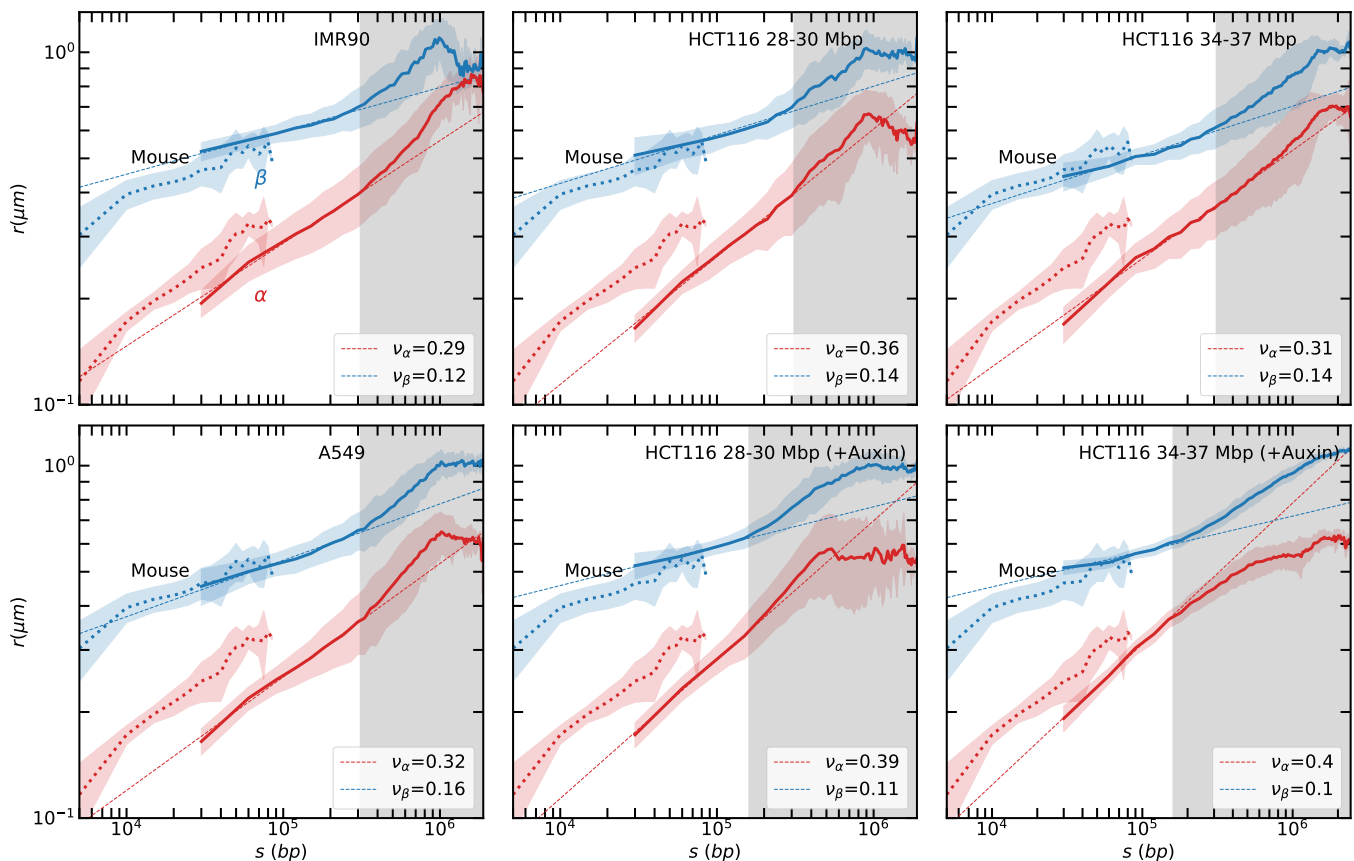 IMR90
HCT116 28-30 Mbp
HCT116 34-37 Mbp
10⁰
r(μm)
10⁻¹
Mouse
β
α
Mouse
Mouse
ν_α=0.29
ν_β=0.12
ν_α=0.36
ν_β=0.14
ν_α=0.31
ν_β=0.14
A549
HCT116 28-30 Mbp (+Auxin)
HCT116 34-37 Mbp (+Auxin)
10⁰
r(μm)
10⁻¹
Mouse
Mouse
Mouse
ν_α=0.32
ν_β=0.16
ν_α=0.39
ν_β=0.11
ν_α=0.4
ν_β=0.1
10⁴ 10⁵ 10⁶
10⁴ 10⁵ 10⁶
10⁴ 10⁵ 10⁶
s (bp)
s (bp)
s (bp)